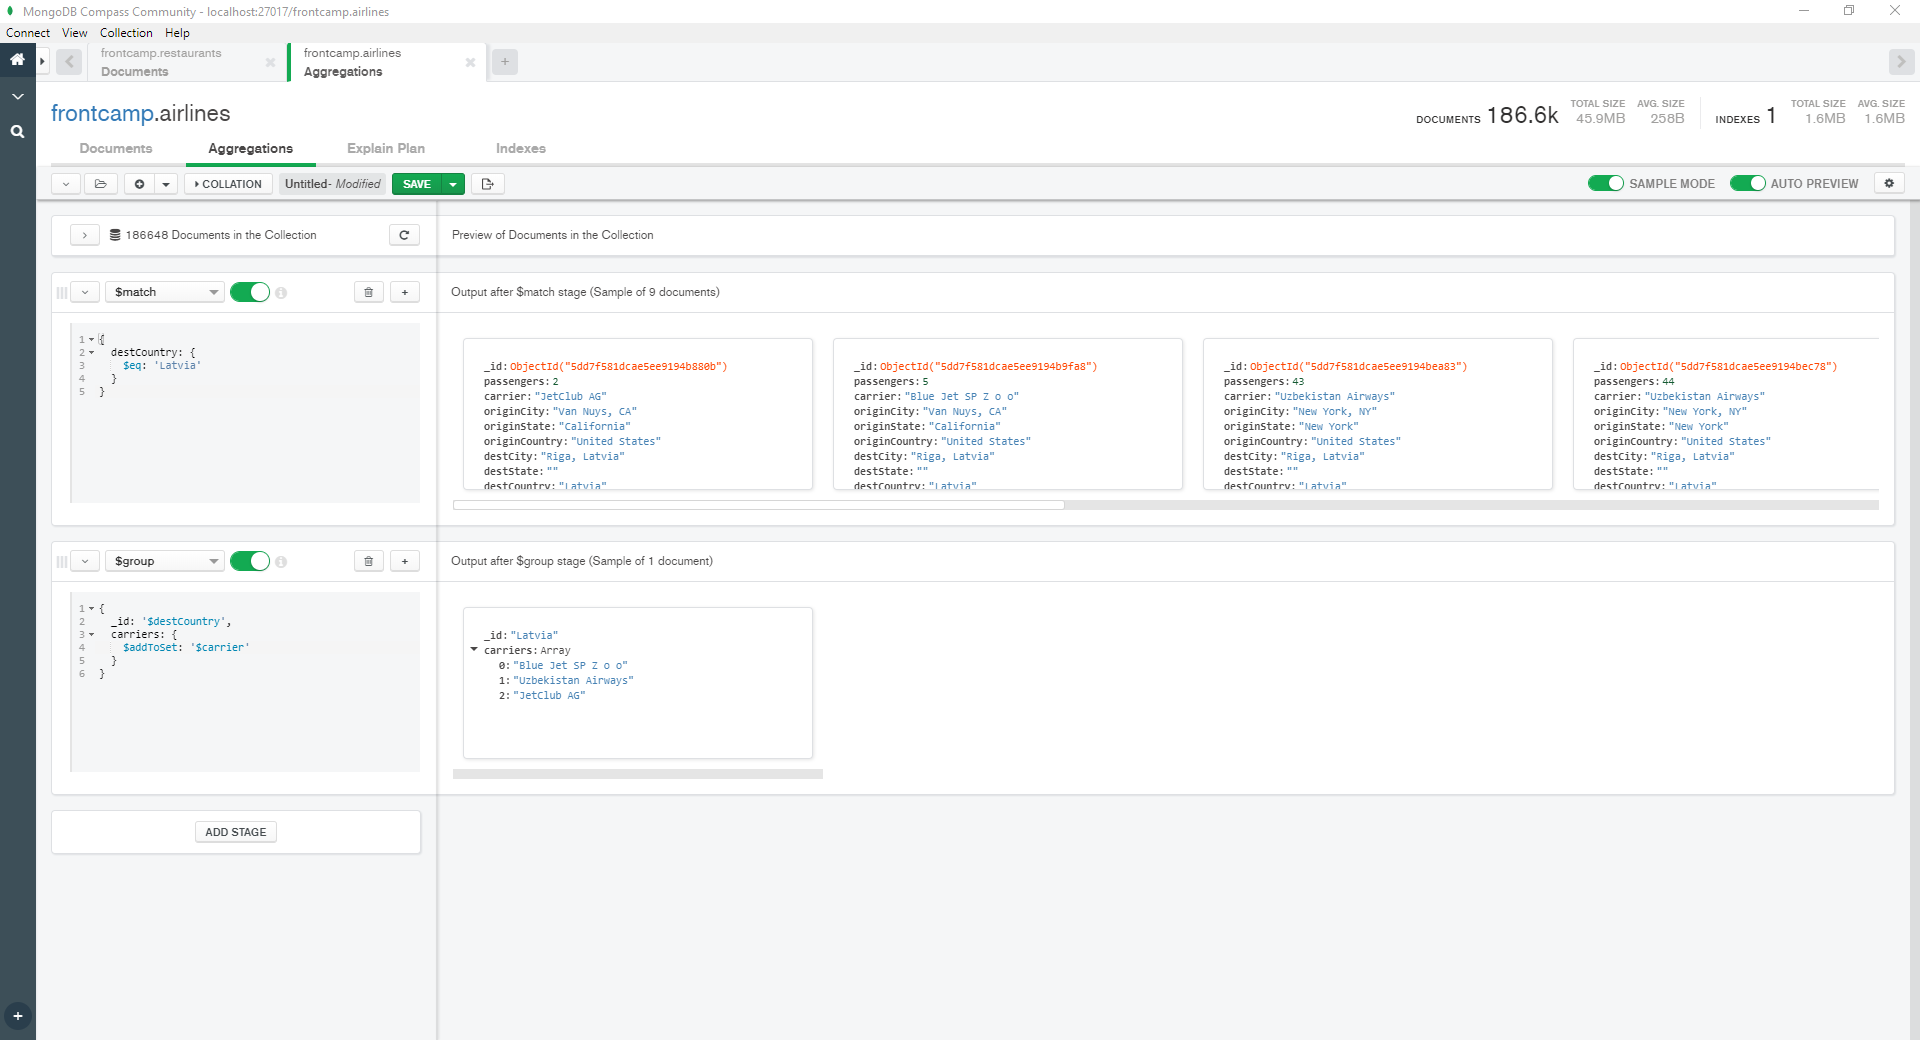 MongoDB Compass Community - localhost:27017/frontcamp.airlines
Connect View Collection Help
frontcamp.restaurants
Documents
frontcamp.airlines
Aggregations
frontcamp.airlines
DOCUMENTS 186.6k TOTAL SIZE 45.9MB AVG. SIZE 258B INDEXES 1 TOTAL SIZE 1.6MB AVG. SIZE 1.6MB
Documents Aggregations Explain Plan Indexes
COLLATION Untitled- Modified SAVE SAMPLE MODE AUTO PREVIEW
186648 Documents in the Collection Preview of Documents in the Collection
$match Output after $match stage (Sample of 9 documents)
1 {
2 destCountry: {
3 $eq: 'Latvia'
4 }
5 }
_id: ObjectId("5dd7f581dcae5ee9194b880b")
passengers: 2
carrier: "JetClub AG"
originCity: "Van Nuys, CA"
originState: "California"
originCountry: "United States"
destCity: "Riga, Latvia"
destState: ""
destCountry: "Latvia"
_id: ObjectId("5dd7f581dcae5ee9194b9fa8")
passengers: 5
carrier: "Blue Jet SP Z o o"
originCity: "Van Nuys, CA"
originState: "California"
originCountry: "United States"
destCity: "Riga, Latvia"
destState: ""
destCountry: "Latvia"
_id: ObjectId("5dd7f581dcae5ee9194bea83")
passengers: 43
carrier: "Uzbekistan Airways"
originCity: "New York, NY"
originState: "New York"
originCountry: "United States"
destCity: "Riga, Latvia"
destState: ""
destCountry: "Latvia"
_id: ObjectId("5dd7f581dcae5ee9194bec78")
passengers: 44
carrier: "Uzbekistan Airways"
originCity: "New York, NY"
originState: "New York"
originCountry: "United States"
destCity: "Riga, Latvia"
destState: ""
destCountry: "Latvia"
$group Output after $group stage (Sample of 1 document)
1 {
2 _id: '$destCountry',
3 carriers: {
4 $addToSet: '$carrier'
5 }
6 }
_id: "Latvia"
carriers: Array
0: "Blue Jet SP Z o o"
1: "Uzbekistan Airways"
2: "JetClub AG"
ADD STAGE